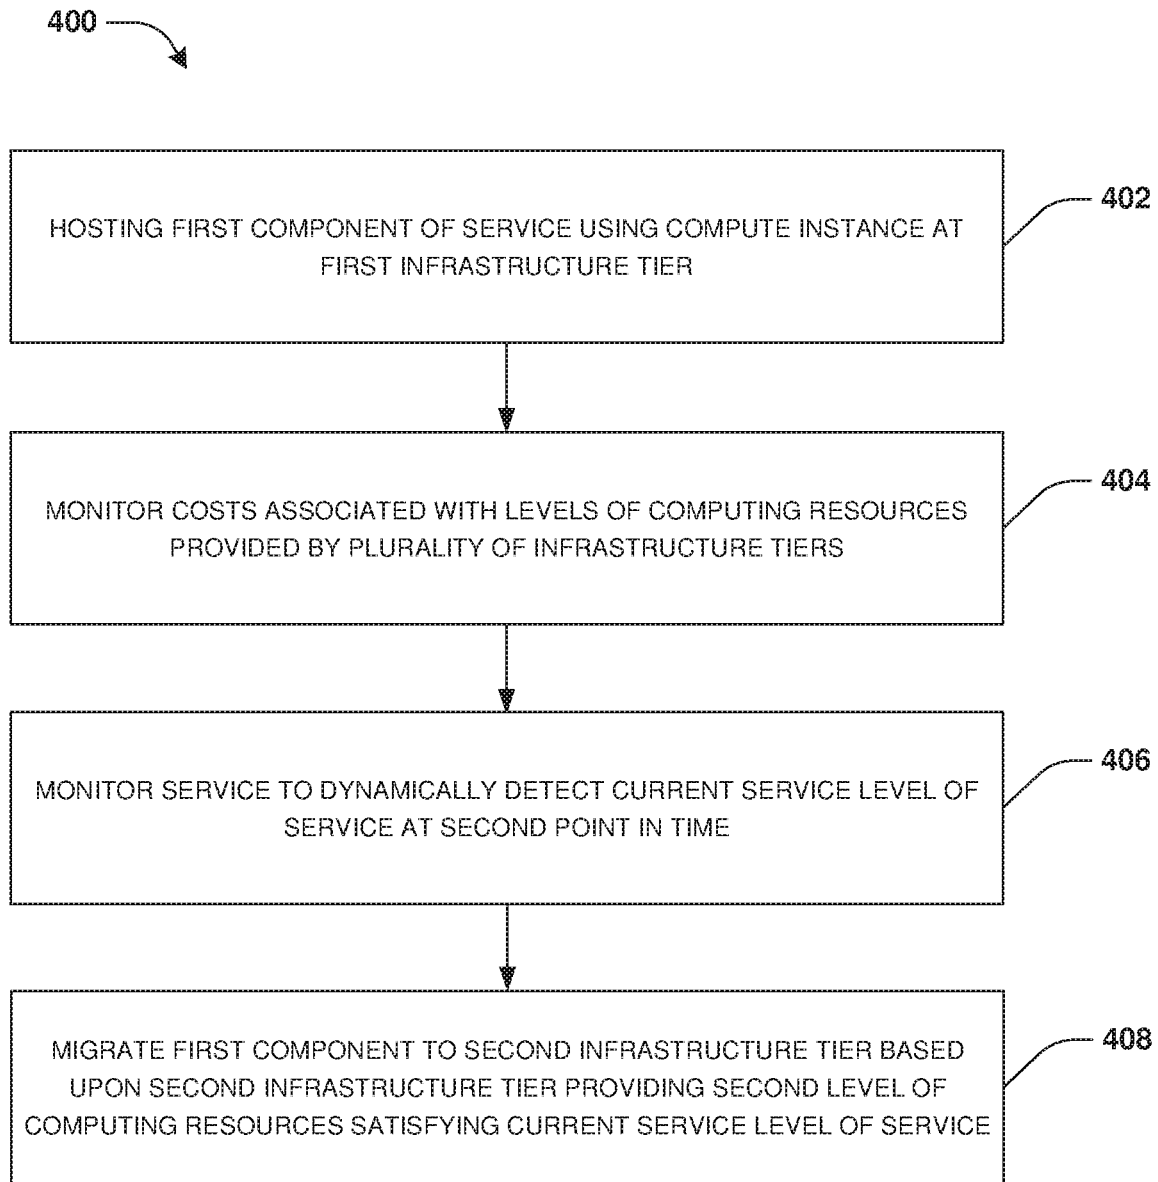 400
HOSTING FIRST COMPONENT OF SERVICE USING COMPUTE INSTANCE AT
FIRST INFRASTRUCTURE TIER
402
MONITOR COSTS ASSOCIATED WITH LEVELS OF COMPUTING RESOURCES
PROVIDED BY PLURALITY OF INFRASTRUCTURE TIERS
404
MONITOR SERVICE TO DYNAMICALLY DETECT CURRENT SERVICE LEVEL OF
SERVICE AT SECOND POINT IN TIME
406
MIGRATE FIRST COMPONENT TO SECOND INFRASTRUCTURE TIER BASED
UPON SECOND INFRASTRUCTURE TIER PROVIDING SECOND LEVEL OF
COMPUTING RESOURCES SATISFYING CURRENT SERVICE LEVEL OF SERVICE
408